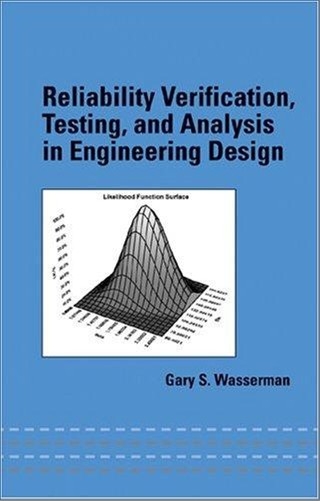 Reliability Verification,
Testing, and Analysis
in Engineering Design
Likelihood Function Surface
Gary S. Wasserman